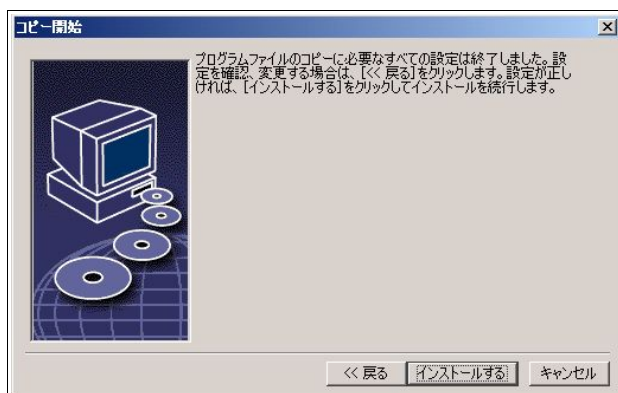 コピー開始
プログラムファイルのコピーに必要なすべての設定は終了しました。設
定を確認、変更する場合は、[<< 戻る]をクリックします。設定が正し
ければ、[インストールする]をクリックしてインストールを続行します。
<< 戻る インストールする キャンセル